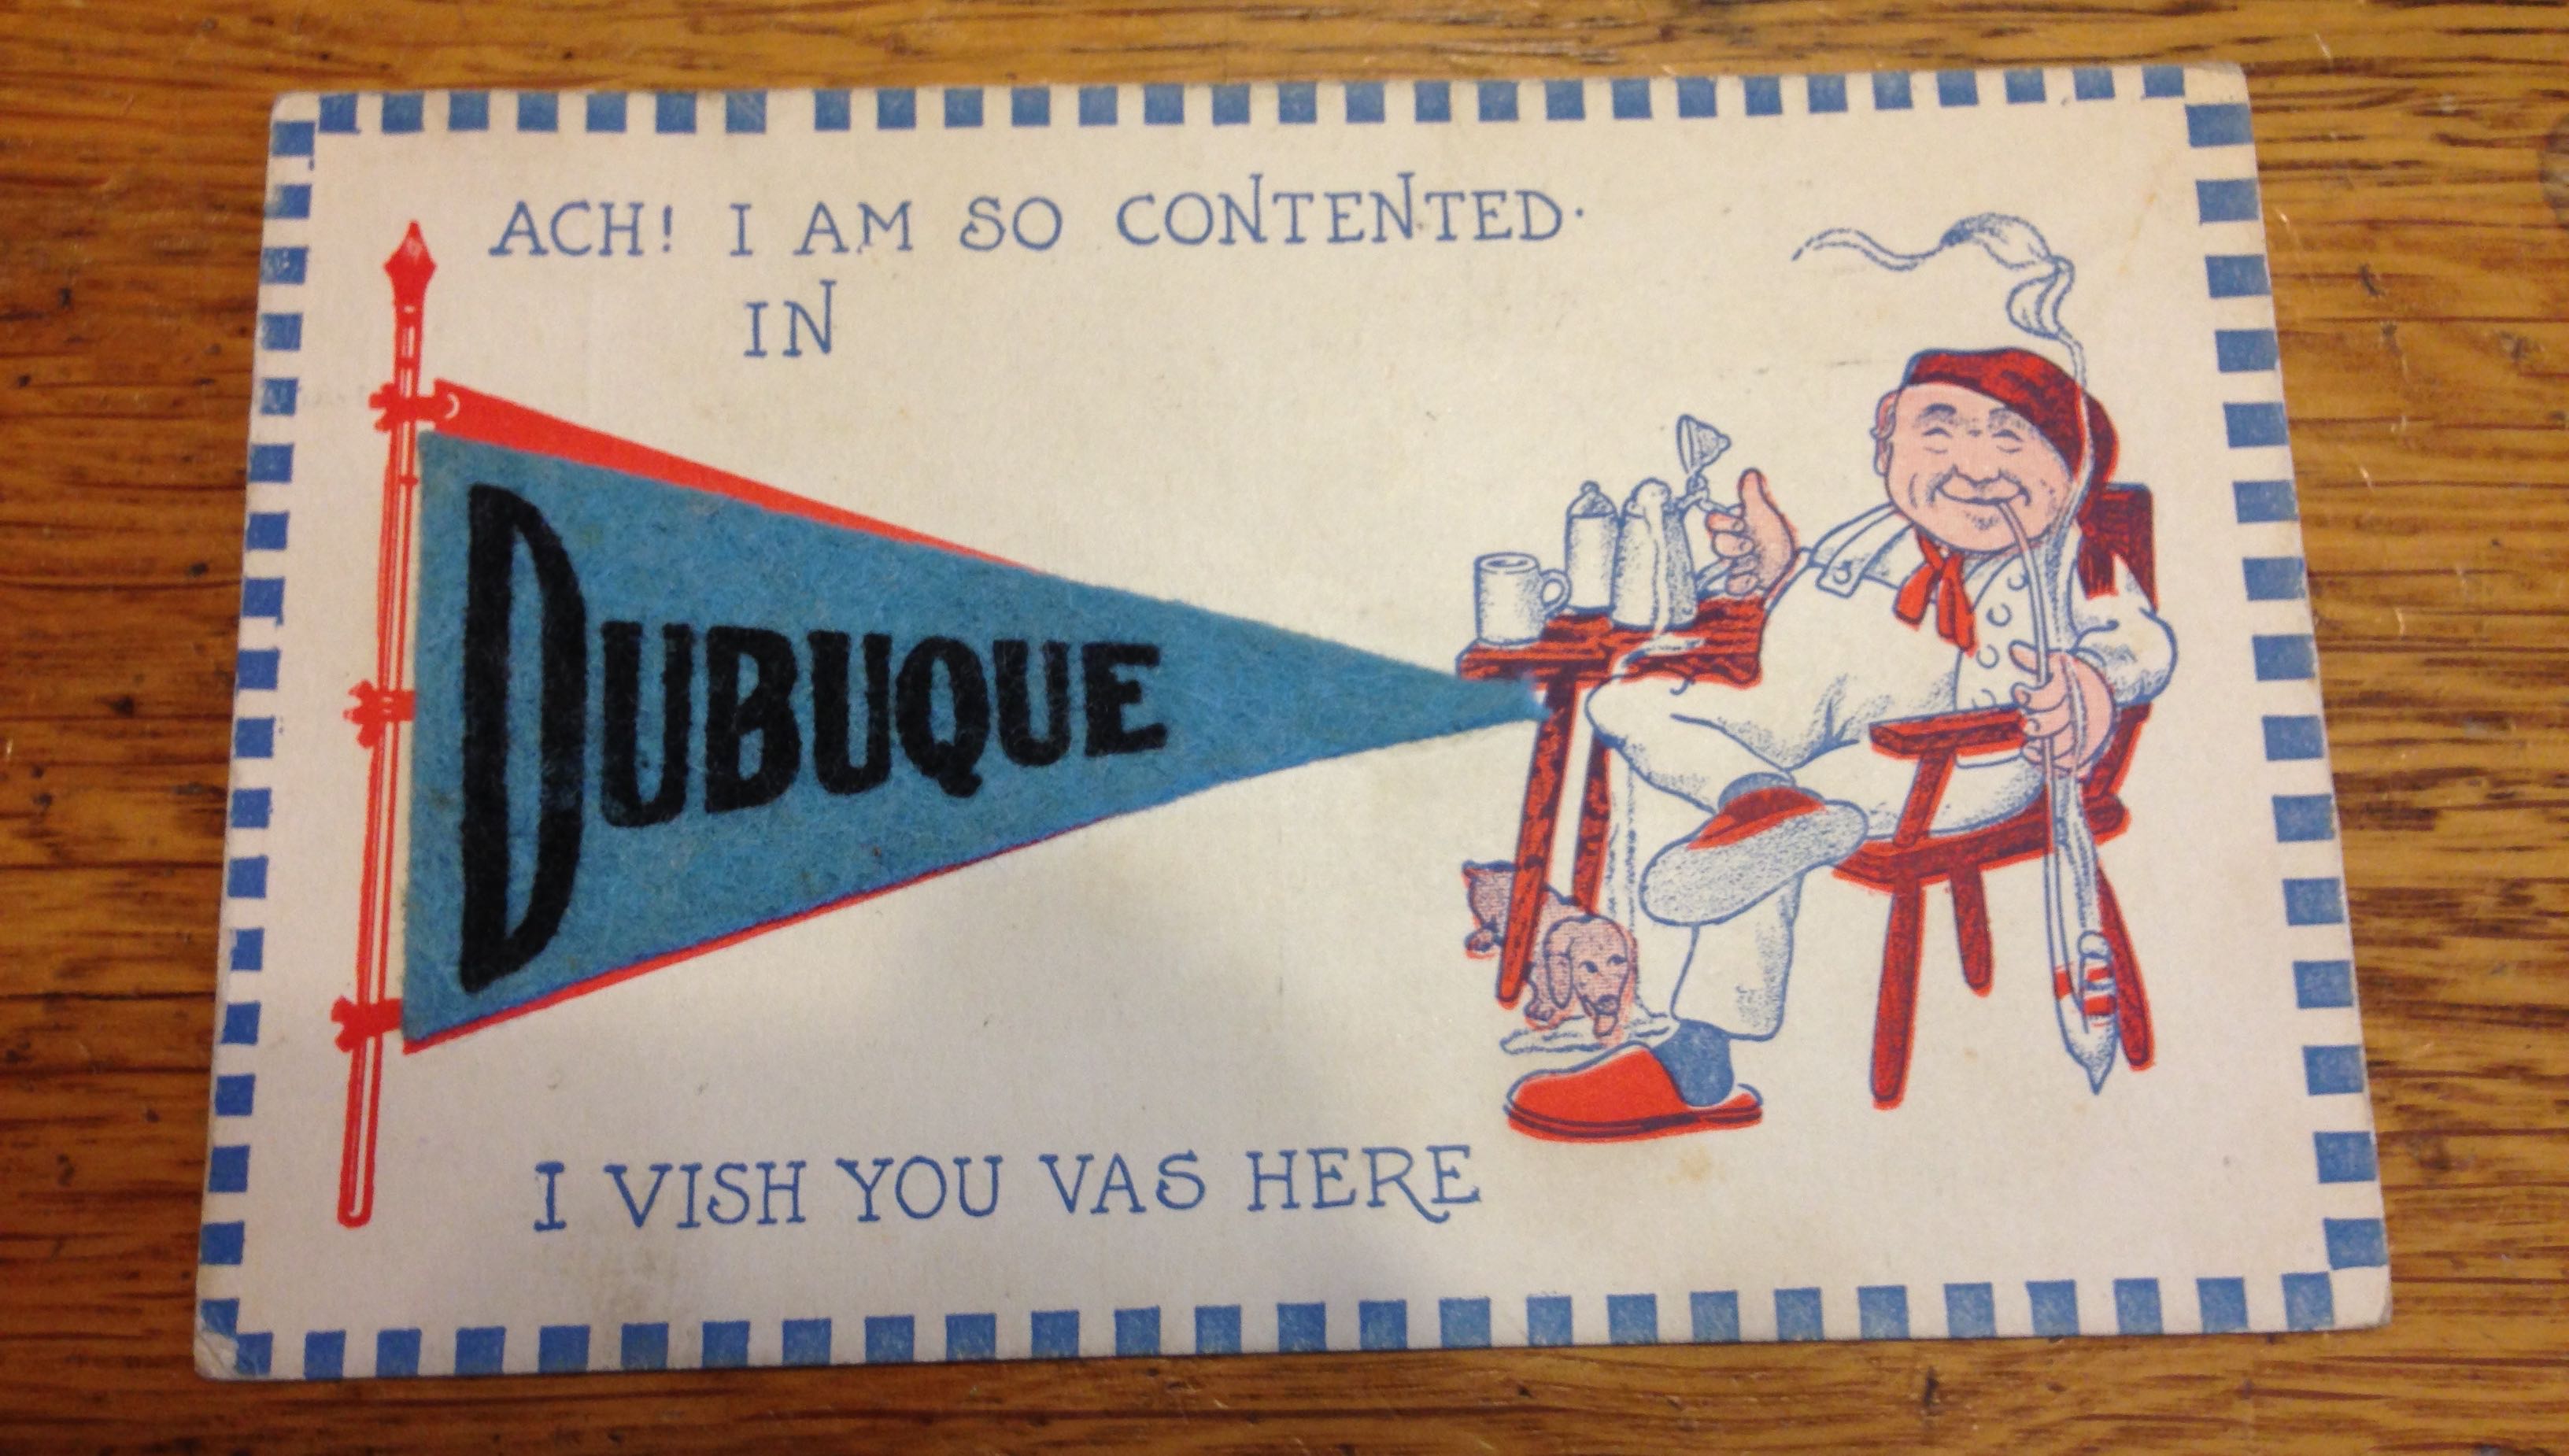 ACH! I AM SO CONTENTED.
IN
DUBUQUE
I VISH YOU VAS HERE